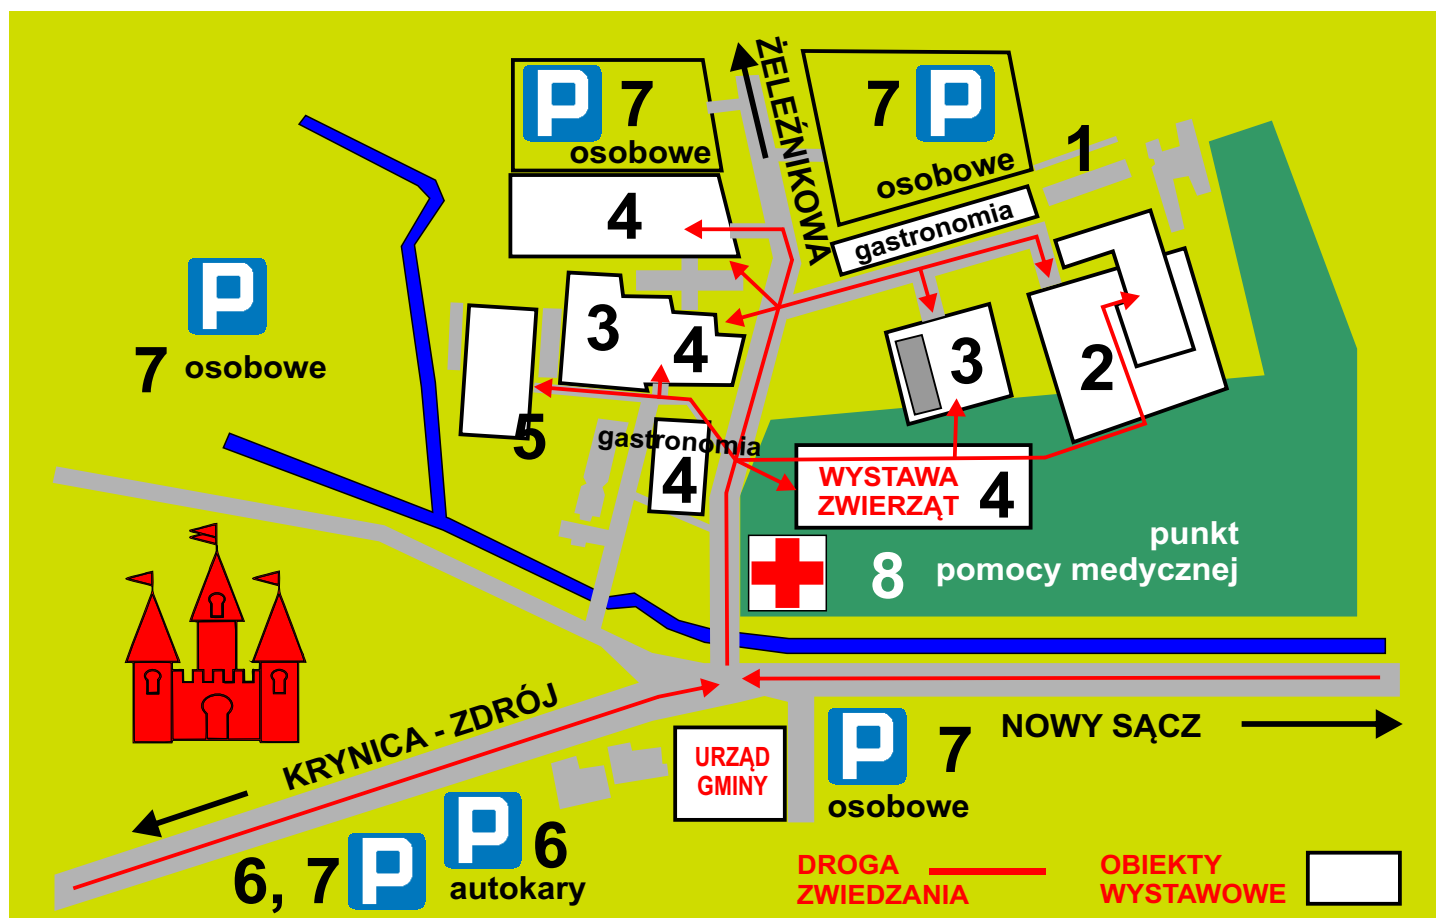 P 7
osobowe
ŻELEŹNIKOWA
7 P
osobowe
1
4
gastronomia
P
7 osobowe
3
4
3
2
5
gastronomia
4
WYSTAWA
ZWIERZĄT
4
punkt
8 pomocy medycznej
KRYNICA - ZDRÓJ
NOWY SĄCZ
URZĄD
GMINY
P 7
osobowe
6, 7 P
P 6
autokary
DROGA
ZWIEDZANIA
OBIEKTY
WYSTAWOWE